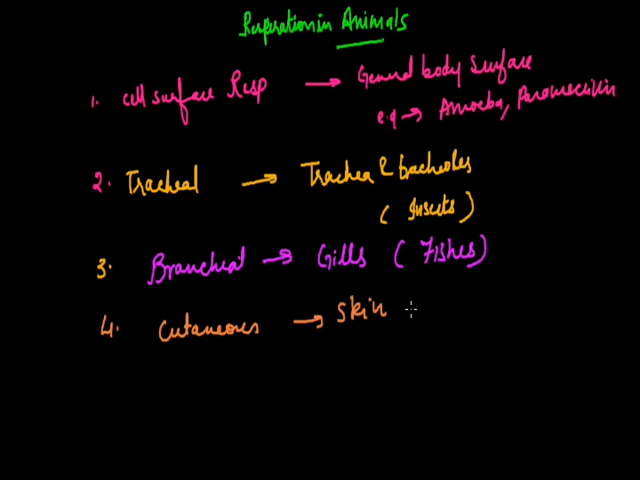 Respiration in Animals
1. Cell surface Resp → General body surface
e.g → Amoeba, Paramecium
2. Tracheal → Trachea & tracheoles
( Insects )
3. Branchial → Gills ( Fishes )
4. Cutaneous → Skin